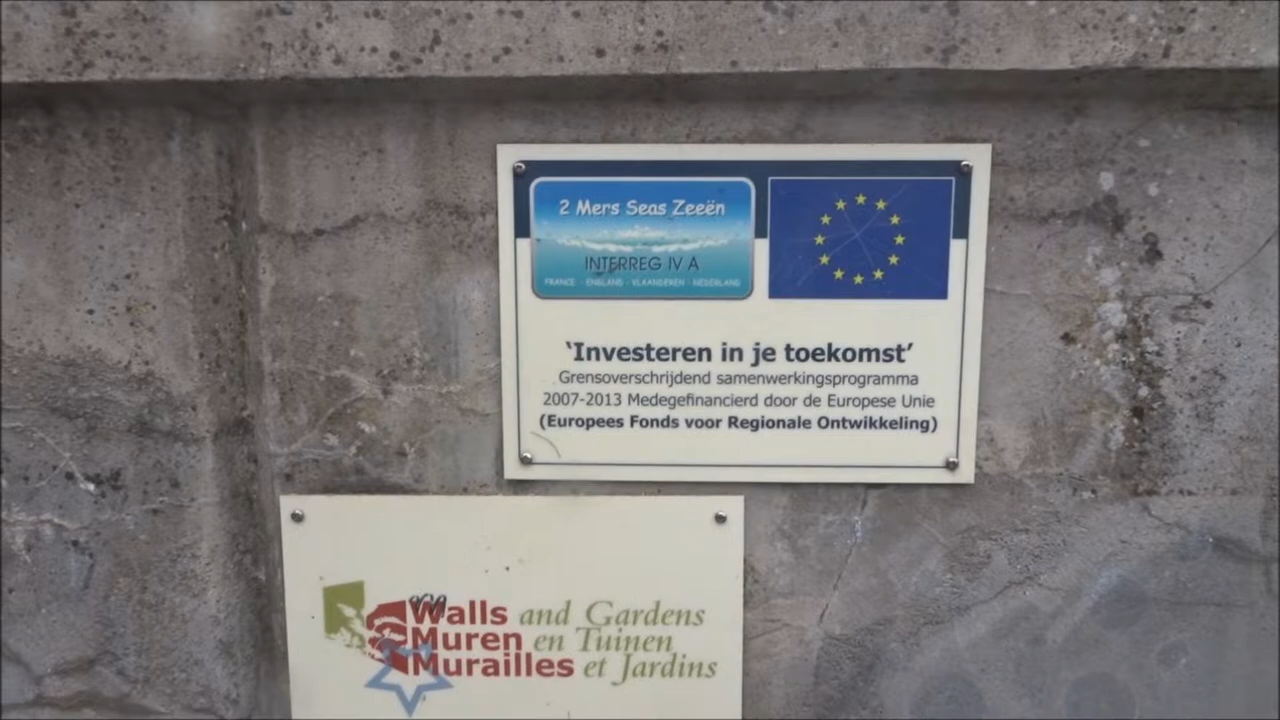 2 Mers Seas Zeeën
INTERREG IV A
FRANCE - ENGLAND - VLAANDEREN - NEDERLAND
‘Investeren in je toekomst’
Grensoverschrijdend samenwerkingsprogramma
2007-2013 Medegefinancierd door de Europese Unie
(Europees Fonds voor Regionale Ontwikkeling)
Walls and Gardens
Muren en Tuinen
Murailles et Jardins